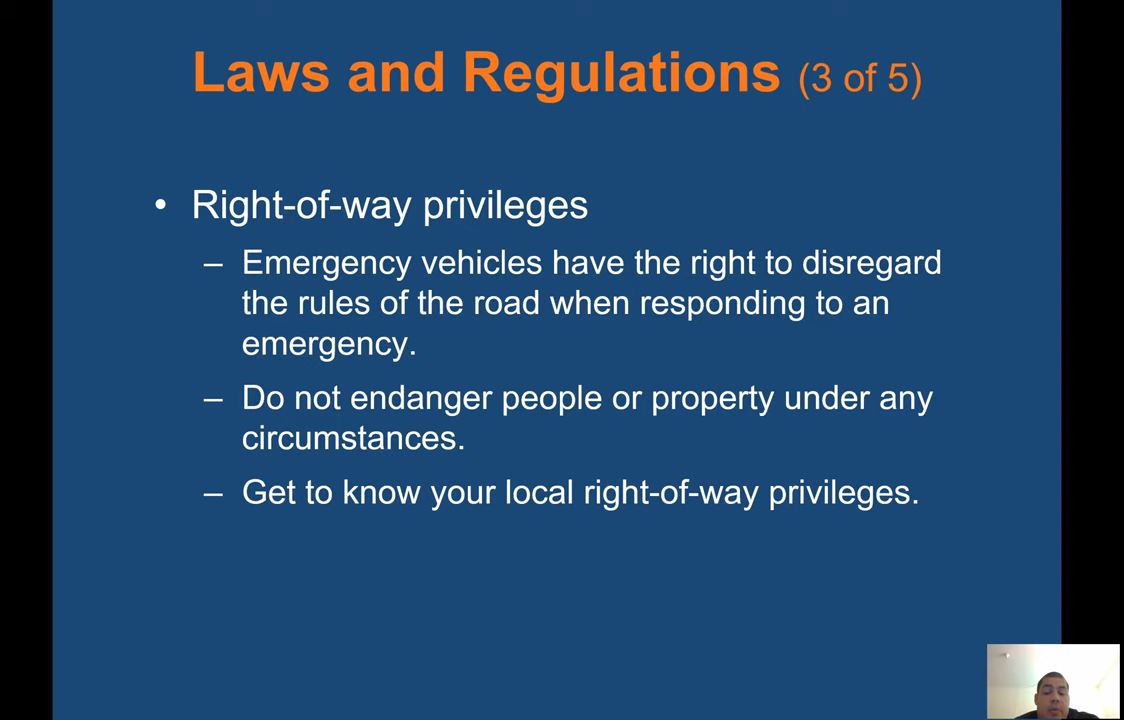 Laws and Regulations (3 of 5)
• Right-of-way privileges
– Emergency vehicles have the right to disregard
the rules of the road when responding to an
emergency.
– Do not endanger people or property under any
circumstances.
– Get to know your local right-of-way privileges.